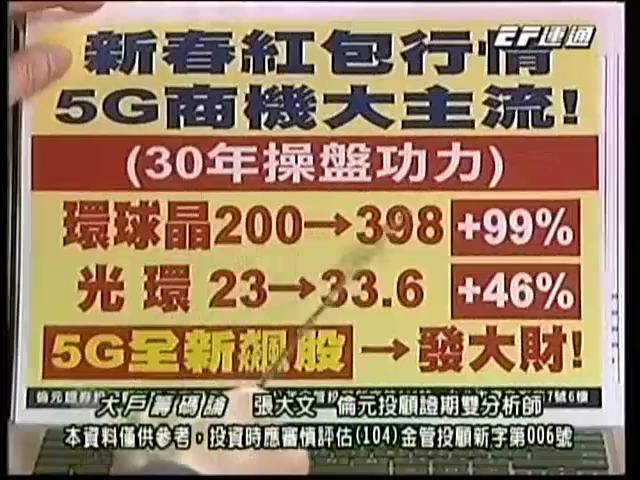 EF運通
新春紅包行情
5G商機大主流!
(30年操盤功力)
環球晶200→398 +99%
光環 23→33.6 +46%
5G全新飆股→發大財!
大戶籌碼論 張大文-倫元投顧證期雙分析師
本資料僅供參考，投資時應審慎評估(104)金管投顧新字第006號